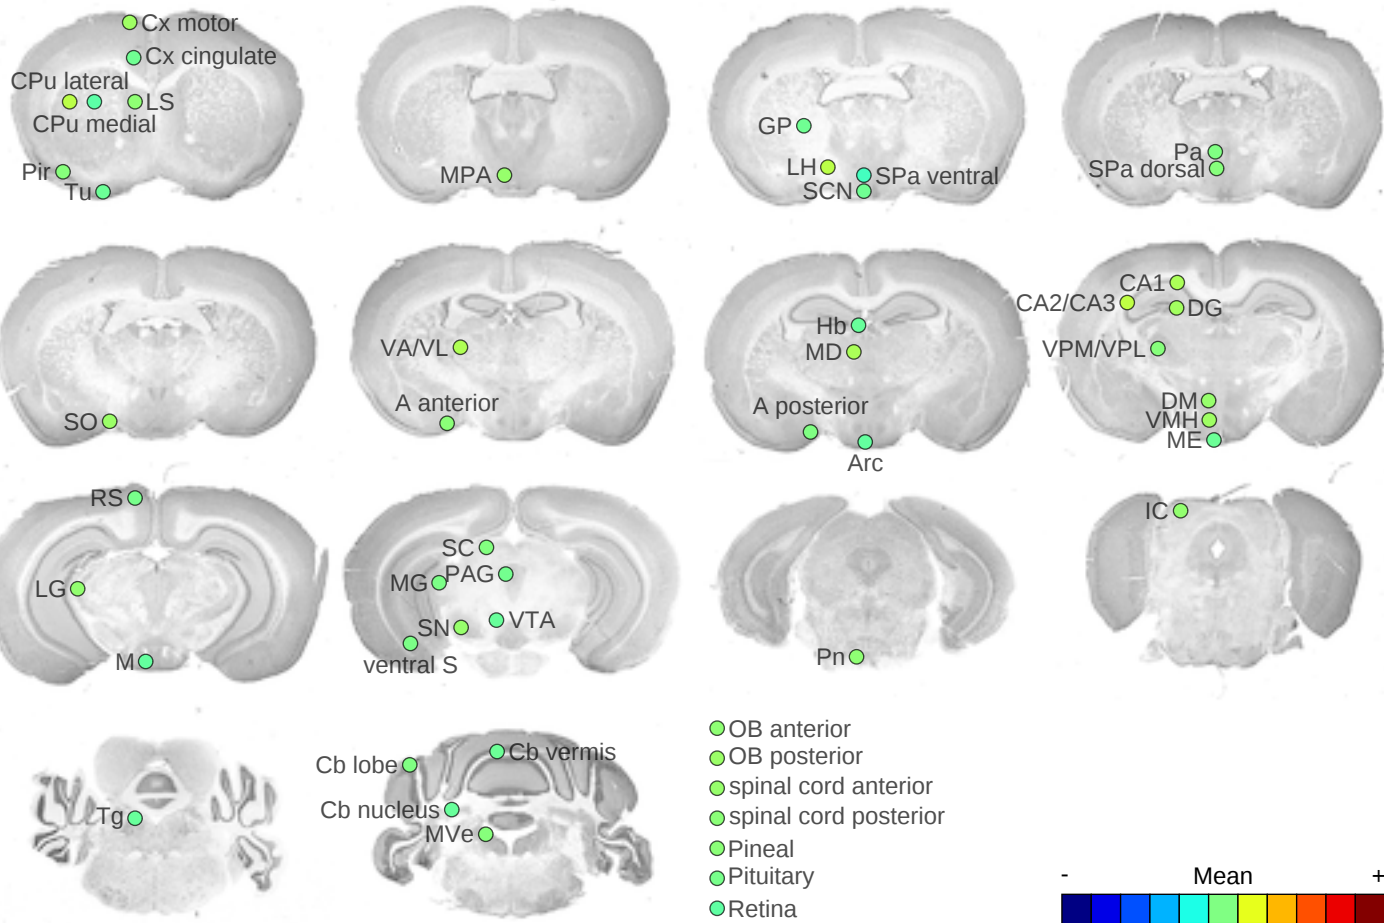 Cx motor
Cx cingulate
CPu lateral
LS
CPu medial
Pir
Tu
MPA
GP
LH
SPa ventral
SCN
Pa
SPa dorsal
SO
VA/VL
A anterior
Hb
MD
A posterior
Arc
CA1
CA2/CA3
DG
VPM/VPL
DM
VMH
ME
RS
LG
M
SC
MG
PAG
SN
VTA
ventral S
Pn
IC
Tg
Cb lobe
Cb vermis
Cb nucleus
MVe
OB anterior
OB posterior
spinal cord anterior
spinal cord posterior
Pineal
Pituitary
Retina
- Mean +